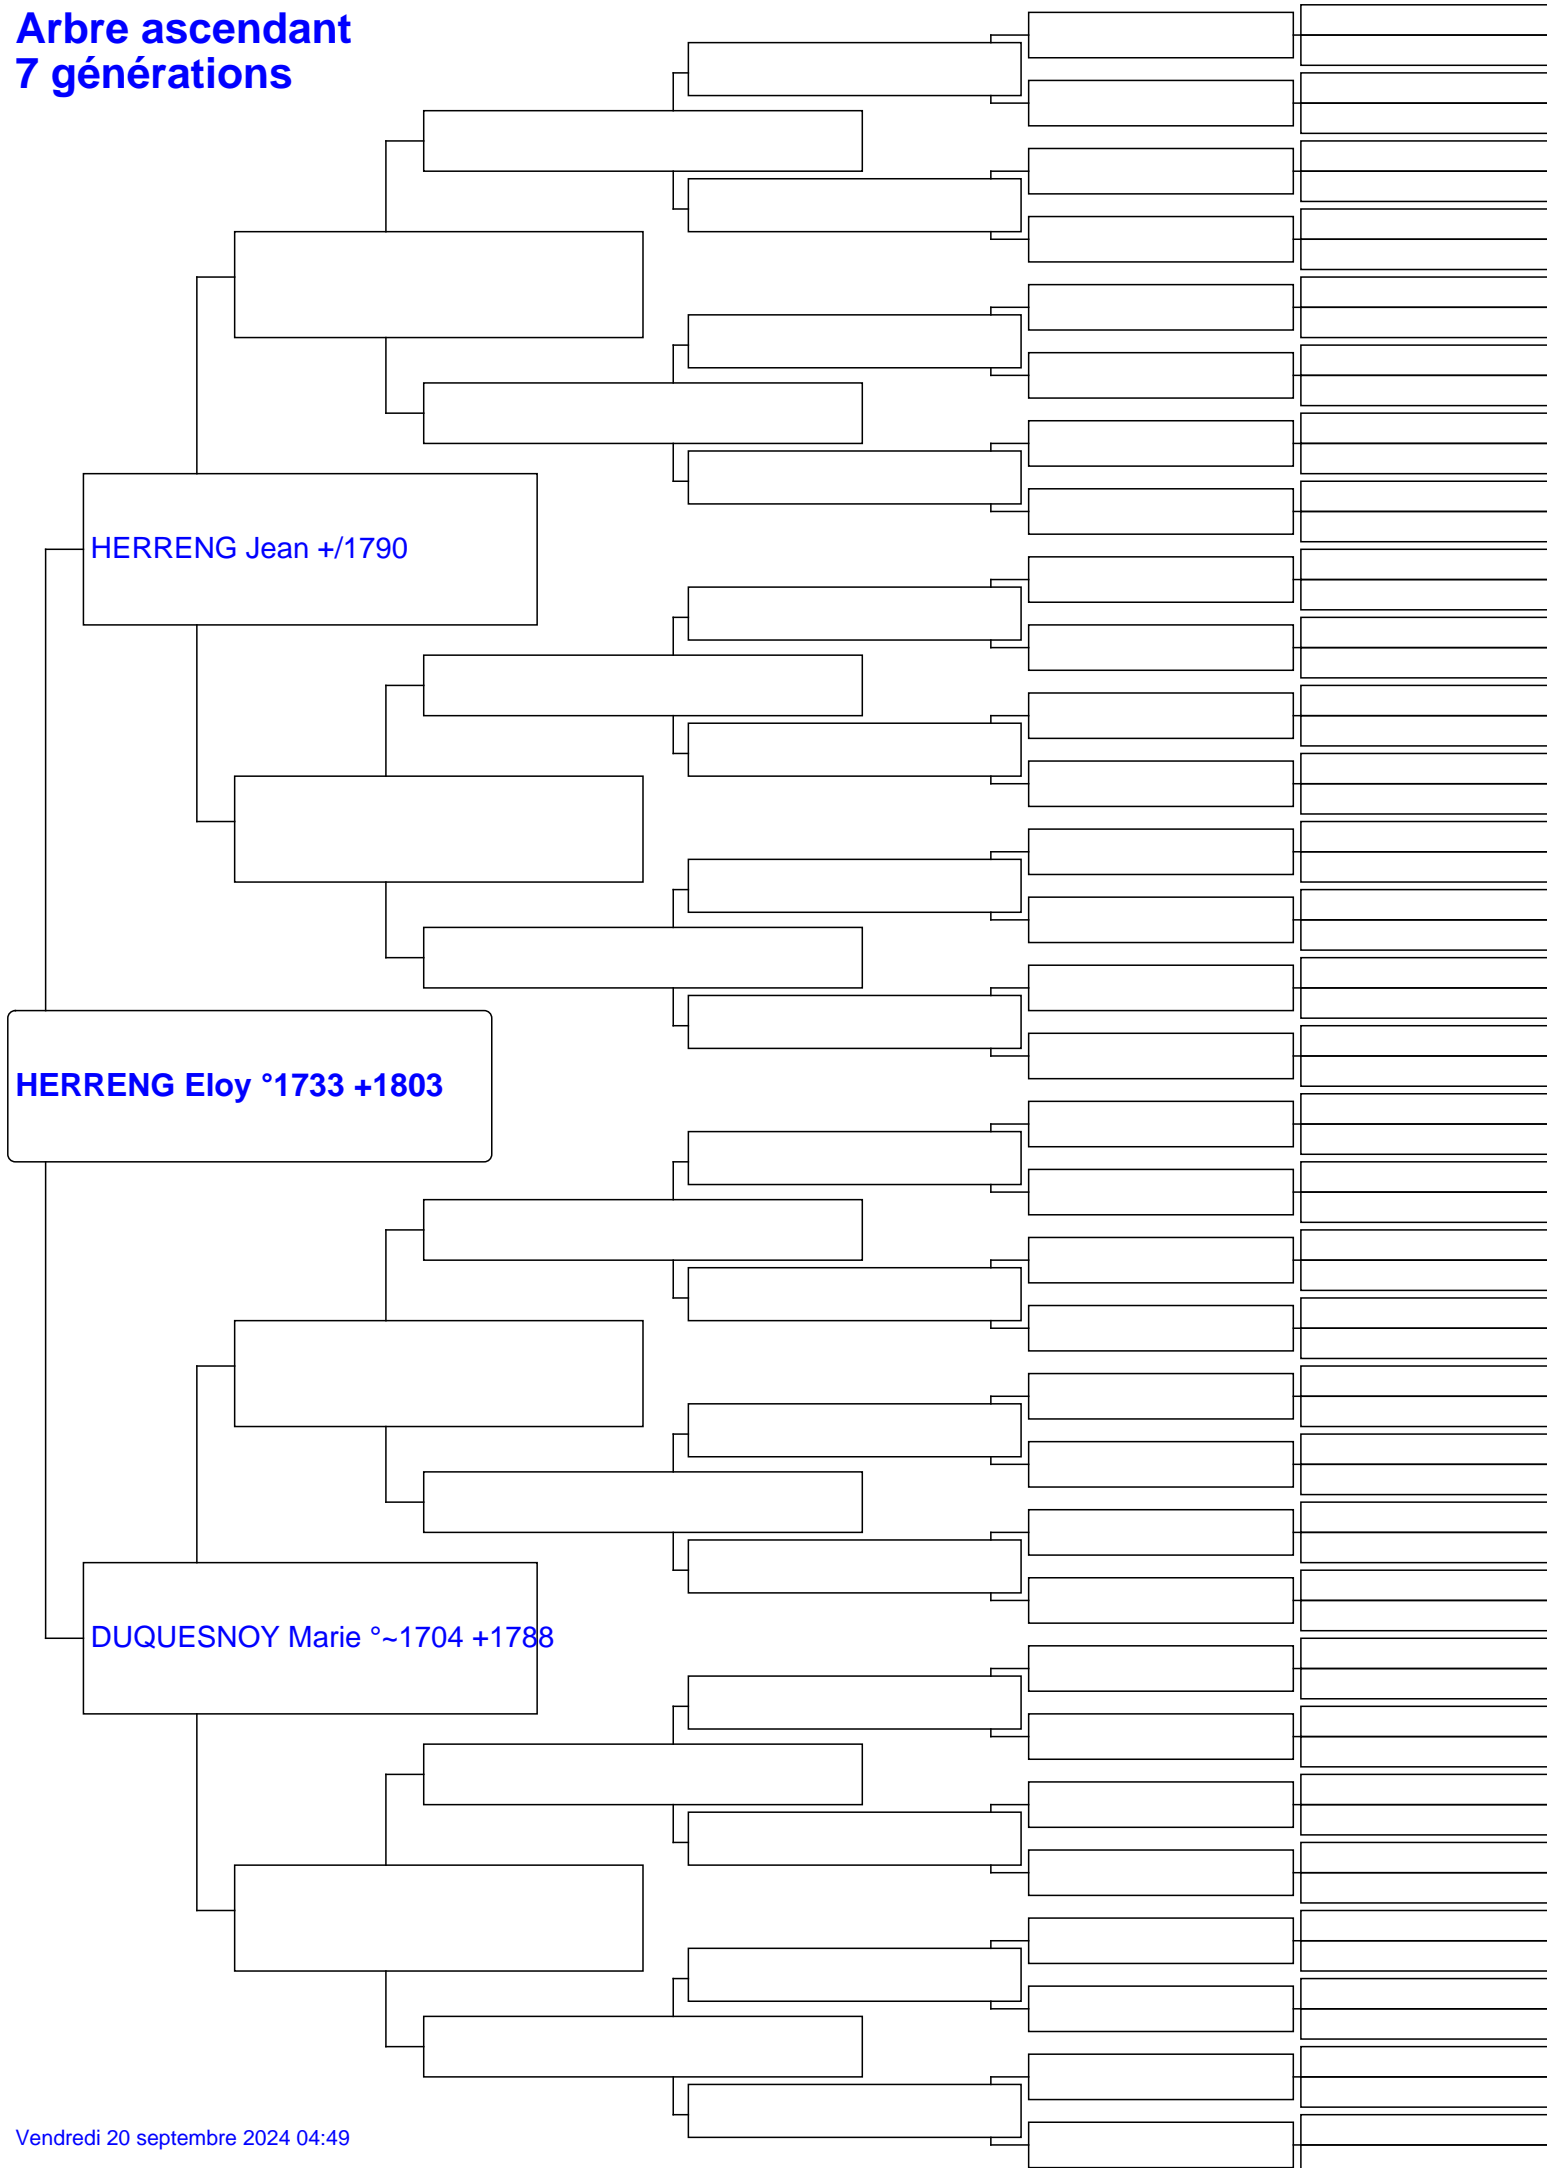 Arbre ascendant
7 générations
HERRENG Jean +/1790
HERRENG Eloy °1733 +1803
DUQUESNOY Marie °~1704 +1788
Vendredi 20 septembre 2024 04:49